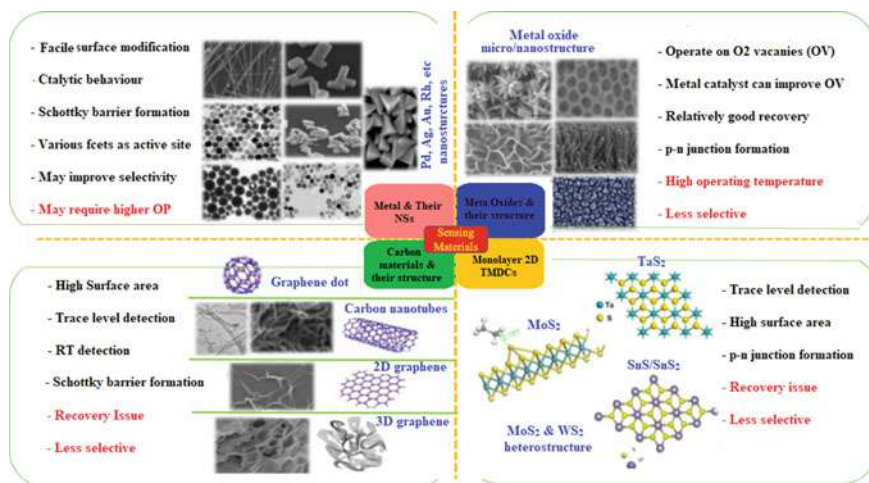 - Facile surface modification
- Ctalytic behaviour
- Schottky barrier formation
- Various fcets as active site
- May improve selectivity
- May require higher OP
Pd, Ag, Au, Rh, etc
nanosturctures
Metal oxide
micro/nanostructure
- Operate on O2 vacanies (OV)
- Metal catalyst can improve OV
- Relatively good recovery
- p-n junction formation
- High operating temperature
- Less selective
Metal & Their
NSs
Meta Oxides &
their structure
Sensing
Materials
Carbon
materials &
their structure
Monolayer 2D
TMDCs
- High Surface area
- Trace level detection
- RT detection
- Schottky barrier formation
- Recovery Issue
- Less selective
Graphene dot
Carbon nanotubes
2D graphene
3D graphene
TaS₂
Ta
S
MoS₂
SnS/SnS₂
MoS₂ & WS₂
heterostructure
- Trace level detection
- High surface area
- p-n junction formation
- Recovery issue
- Less selective